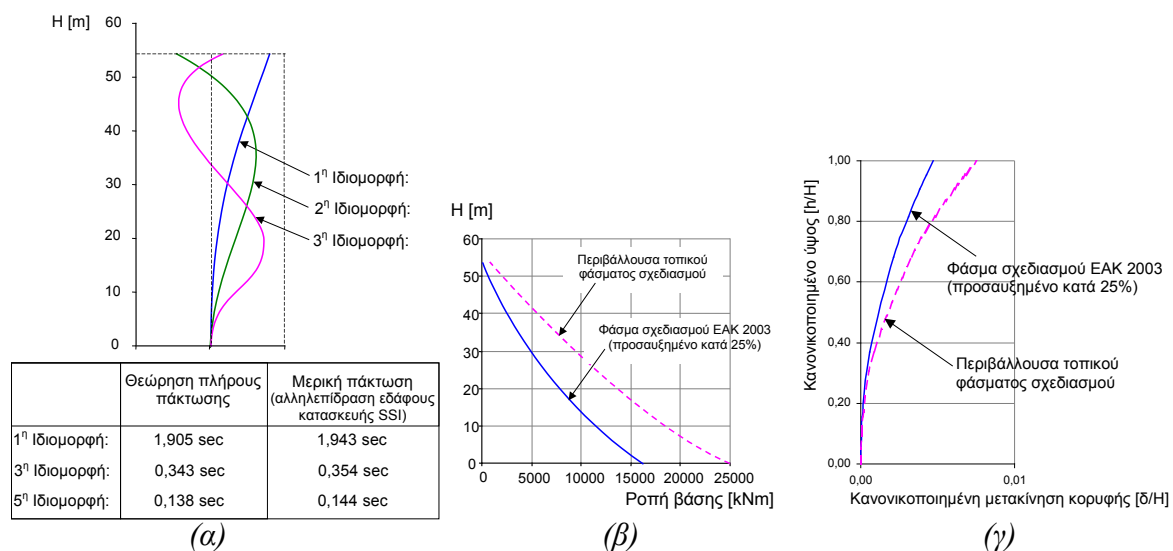 H [m]
60
50
40
30
20
10
0
1η Ιδιομορφή:
2η Ιδιομορφή:
3η Ιδιομορφή:
Θεώρηση πλήρους
πάκτωσης
Μερική πάκτωση
(αλληλεπίδραση εδάφους
κατασκευής SSI)
1η Ιδιομορφή:
1,905 sec
1,943 sec
3η Ιδιομορφή:
0,343 sec
0,354 sec
5η Ιδιομορφή:
0,138 sec
0,144 sec
(α)
H [m]
60
50
40
30
20
10
0
Περιβάλλουσα τοπικού
φάσματος σχεδιασμού
Φάσμα σχεδιασμού ΕΑΚ 2003
(προσαυξημένο κατά 25%)
0
5000
10000
15000
20000
25000
Ροπή βάσης [kNm]
(β)
Κανονικοποιημένο ύψος [h/H]
1,00
0,80
0,60
0,40
0,20
0,00
Φάσμα σχεδιασμού ΕΑΚ 2003
(προσαυξημένο κατά 25%)
Περιβάλλουσα τοπικού
φάσματος σχεδιασμού
0,00
0,01
Κανονικοποιημένη μετακίνηση κορυφής [δ/H]
(γ)